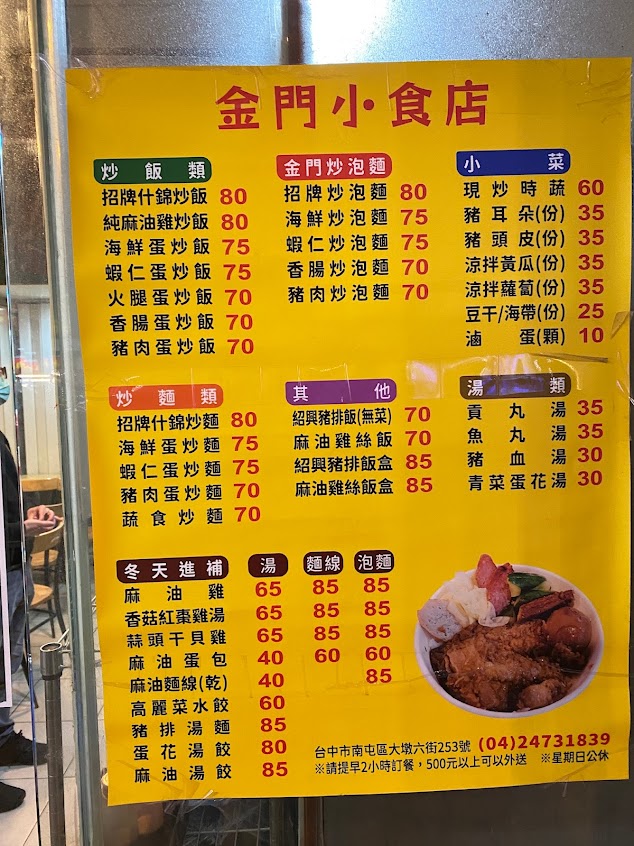 金門小食店
炒飯類
招牌什錦炒飯 80
純麻油雞炒飯 80
海鮮蛋炒飯 75
蝦仁蛋炒飯 75
火腿蛋炒飯 70
香腸蛋炒飯 70
豬肉蛋炒飯 70
金門炒泡麵
招牌炒泡麵 80
海鮮炒泡麵 75
蝦仁炒泡麵 75
香腸炒泡麵 70
豬肉炒泡麵 70
小菜
現炒時蔬 60
豬耳朵(份) 35
豬頭皮(份) 35
涼拌黃瓜(份) 35
涼拌蘿蔔(份) 35
豆干/海帶(份) 25
滷蛋(顆) 10
炒麵類
招牌什錦炒麵 80
海鮮蛋炒麵 75
蝦仁蛋炒麵 75
豬肉蛋炒麵 70
蔬食炒麵 70
其他
紹興豬排飯(無菜) 70
麻油雞絲飯 70
紹興豬排飯盒 85
麻油雞絲飯盒 85
湯類
貢丸湯 35
魚丸湯 35
豬血湯 30
青菜蛋花湯 30
冬天進補 湯 麵線 泡麵
麻油雞 65 85 85
香菇紅棗雞湯 65 85 85
蒜頭干貝雞 65 85 85
麻油蛋包 40 60 60
麻油麵線(乾) 40 85
高麗菜水餃 60
豬排湯麵 85
蛋花湯餃 80
麻油湯餃 85
台中市南屯區大墩六街253號 (04)24731839
※請提早2小時訂餐，500元以上可以外送 ※星期日公休